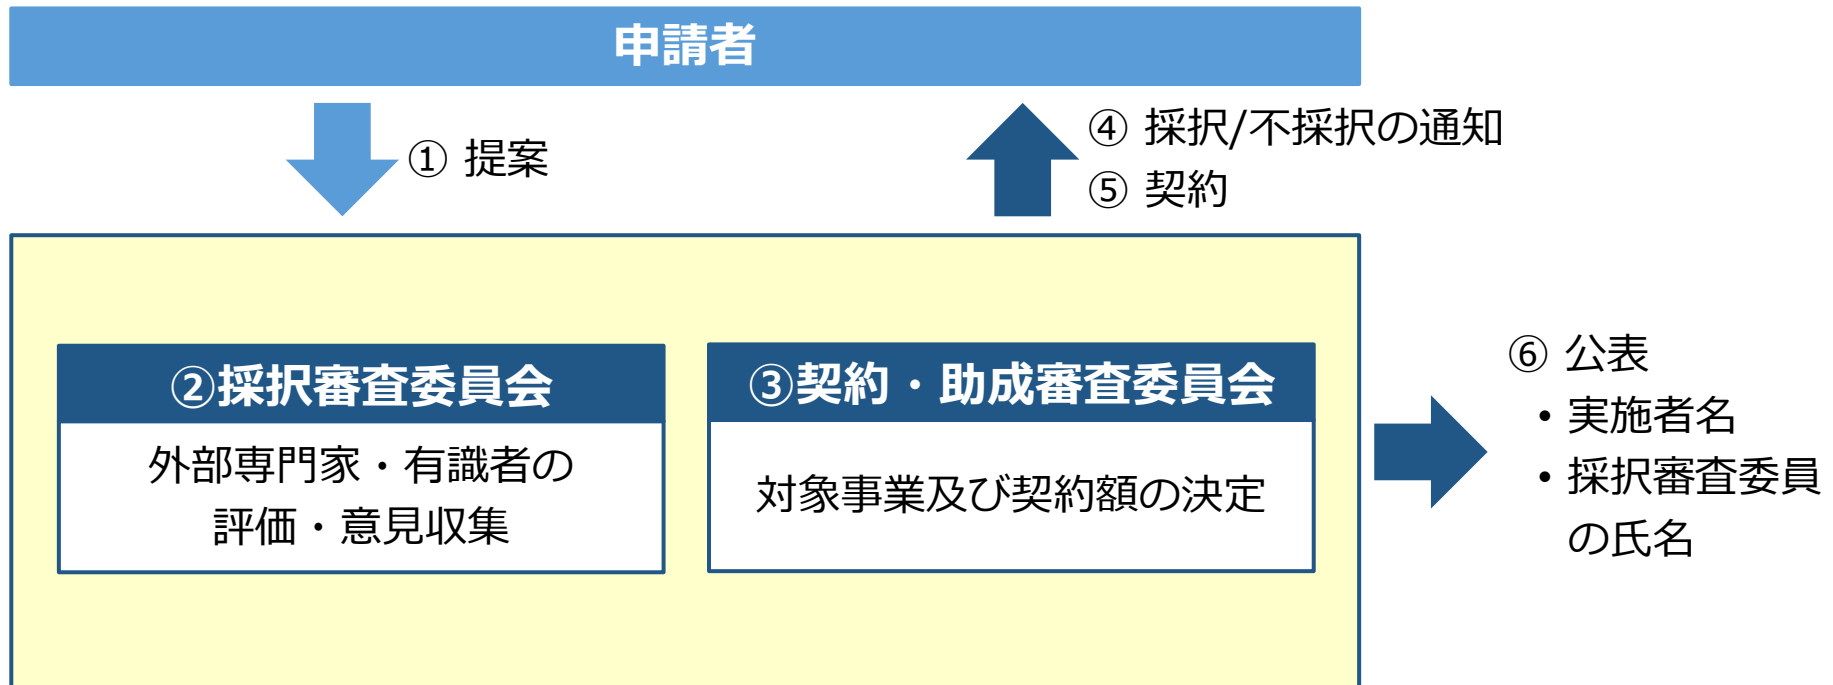 申請者
① 提案
④ 採択/不採択の通知
⑤ 契約
②採択審査委員会
外部専門家・有識者の
評価・意見収集
③契約・助成審査委員会
対象事業及び契約額の決定
⑥ 公表
・実施者名
・採択審査委員
の氏名